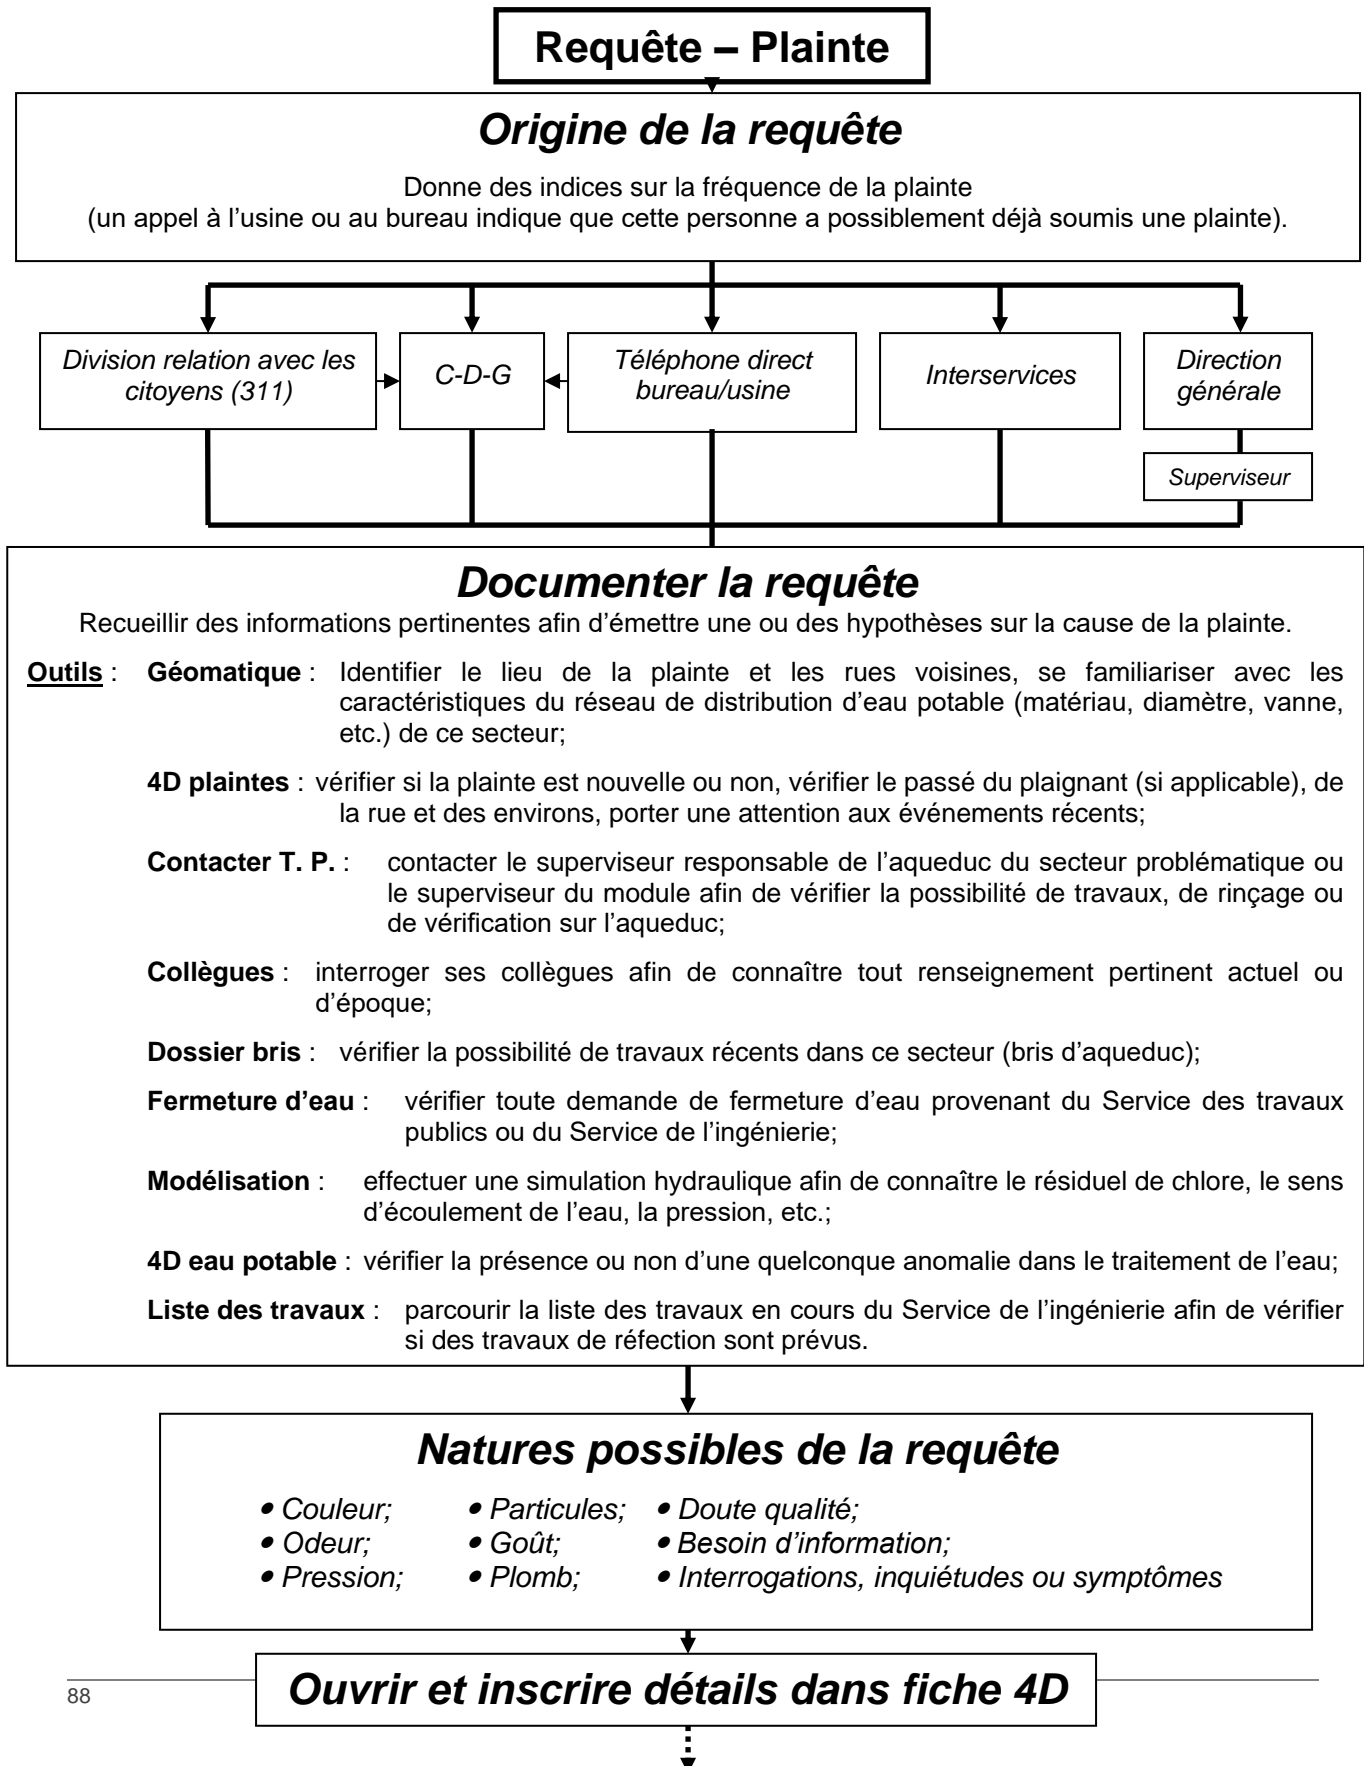 Requête – Plainte
Origine de la requête
Donne des indices sur la fréquence de la plainte
(un appel à l’usine ou au bureau indique que cette personne a possiblement déjà soumis une plainte).
Division relation avec les
citoyens (311)
C-D-G
Téléphone direct
bureau/usine
Interservices
Direction
générale
Superviseur
Documenter la requête
Recueillir des informations pertinentes afin d’émettre une ou des hypothèses sur la cause de la plainte.
Outils : Géomatique : Identifier le lieu de la plainte et les rues voisines, se familiariser avec les
caractéristiques du réseau de distribution d’eau potable (matériau, diamètre, vanne,
etc.) de ce secteur;
4D plaintes : vérifier si la plainte est nouvelle ou non, vérifier le passé du plaignant (si applicable), de
la rue et des environs, porter une attention aux événements récents;
Contacter T. P. : contacter le superviseur responsable de l’aqueduc du secteur problématique ou
le superviseur du module afin de vérifier la possibilité de travaux, de rinçage ou
de vérification sur l’aqueduc;
Collègues : interroger ses collègues afin de connaître tout renseignement pertinent actuel ou
d’époque;
Dossier bris : vérifier la possibilité de travaux récents dans ce secteur (bris d’aqueduc);
Fermeture d’eau : vérifier toute demande de fermeture d’eau provenant du Service des travaux
publics ou du Service de l’ingénierie;
Modélisation : effectuer une simulation hydraulique afin de connaître le résiduel de chlore, le sens
d’écoulement de l’eau, la pression, etc.;
4D eau potable : vérifier la présence ou non d’une quelconque anomalie dans le traitement de l’eau;
Liste des travaux : parcourir la liste des travaux en cours du Service de l’ingénierie afin de vérifier
si des travaux de réfection sont prévus.
Natures possibles de la requête
• Couleur; • Particules; • Doute qualité;
• Odeur; • Goût; • Besoin d’information;
• Pression; • Plomb; • Interrogations, inquiétudes ou symptômes
Ouvrir et inscrire détails dans fiche 4D
88